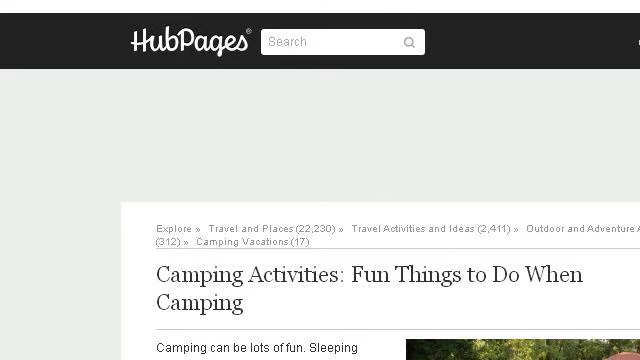 HubPages®
Search
Explore » Travel and Places (22,230) » Travel Activities and Ideas (2,411) » Outdoor and Adventure
(312) » Camping Vacations (17)
Camping Activities: Fun Things to Do When
Camping
Camping can be lots of fun. Sleeping